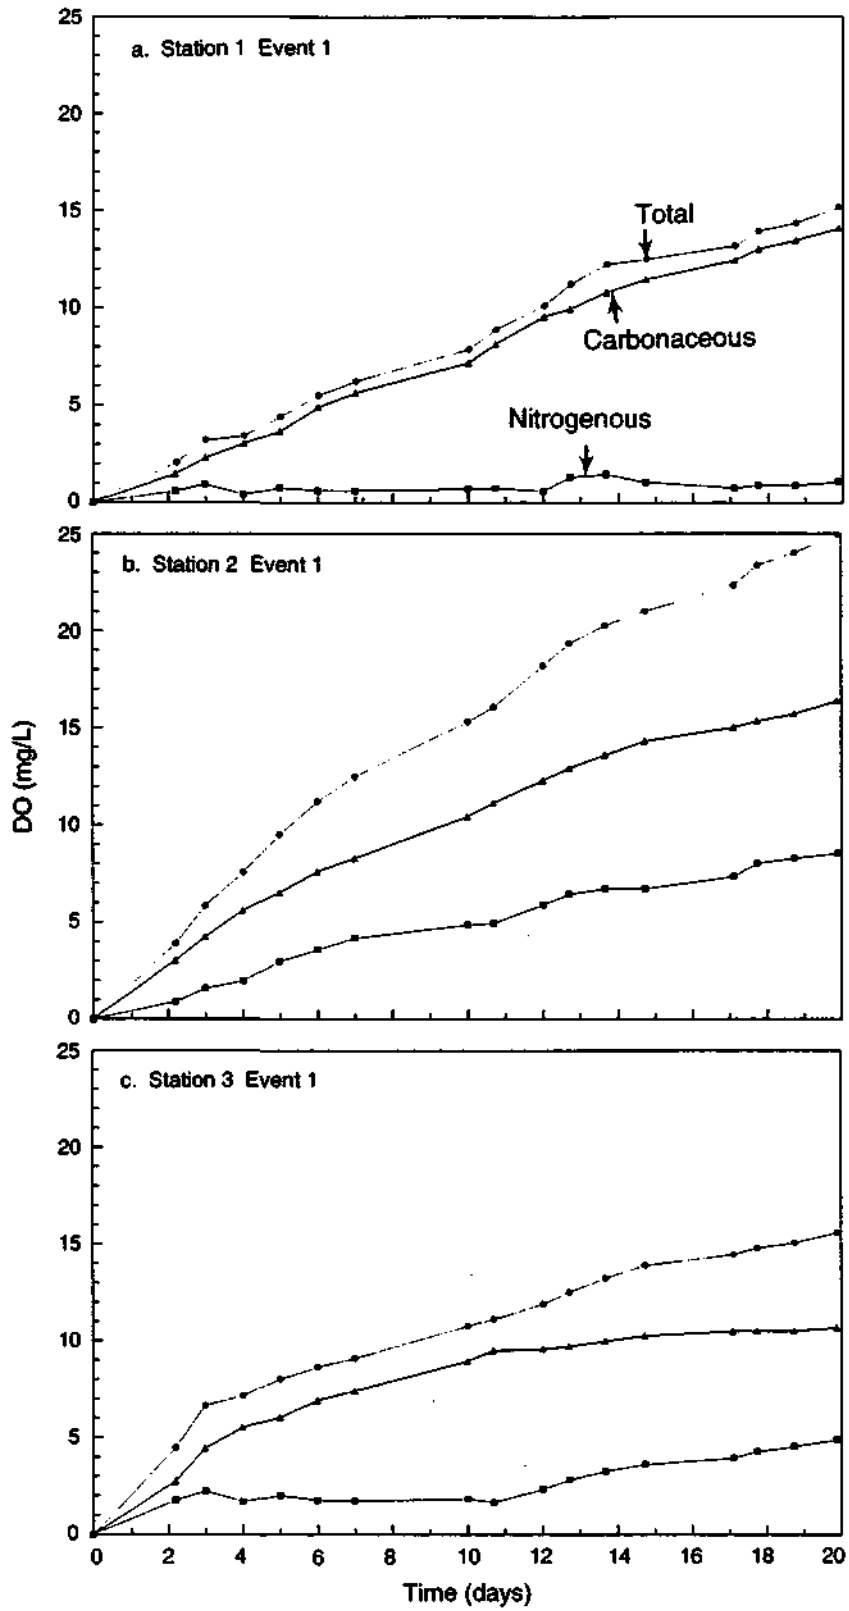 25
a. Station 1 Event 1
20
15
Total
10
Carbonaceous
5
Nitrogenous
0
25
b. Station 2 Event 1
20
15
DO (mg/L)
10
5
0
25
c. Station 3 Event 1
20
15
10
5
0
0 2 4 6 8 10 12 14 16 18 20
Time (days)